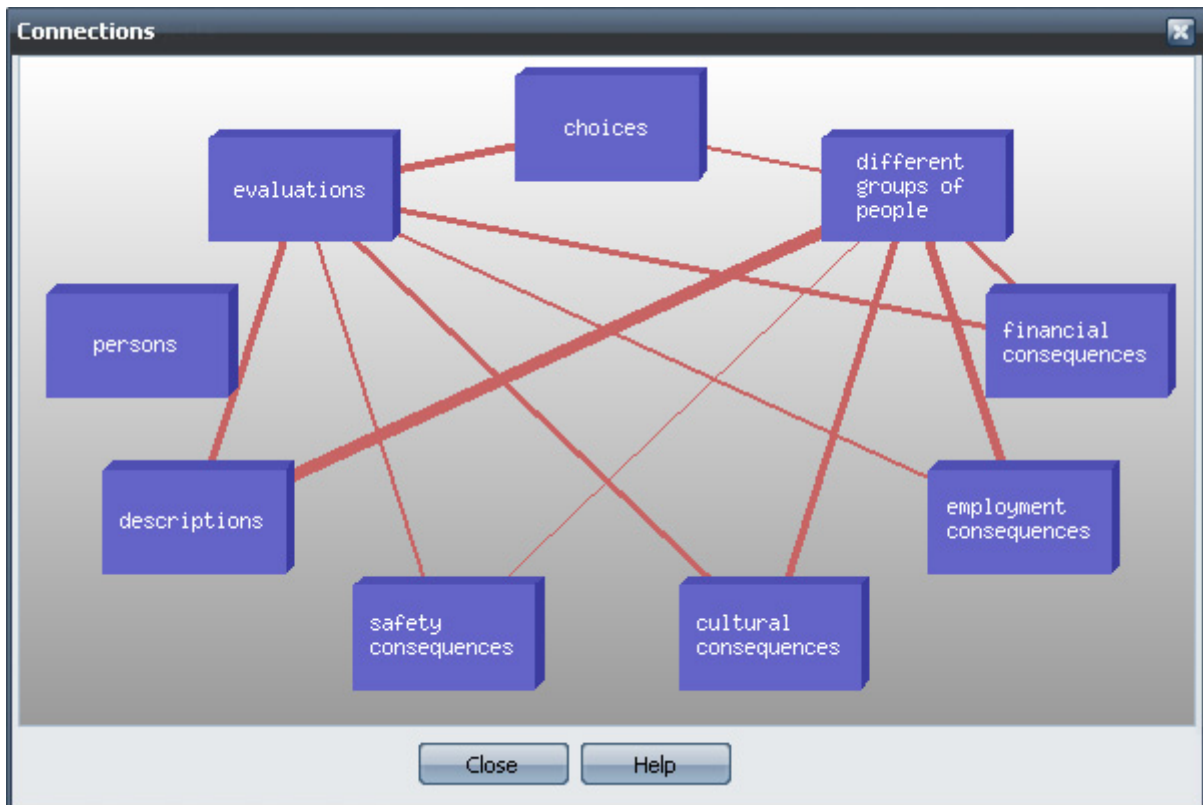 Connections
choices
different
groups of
people
evaluations
persons
financial
consequences
descriptions
employment
consequences
safety
consequences
cultural
consequences
Close
Help